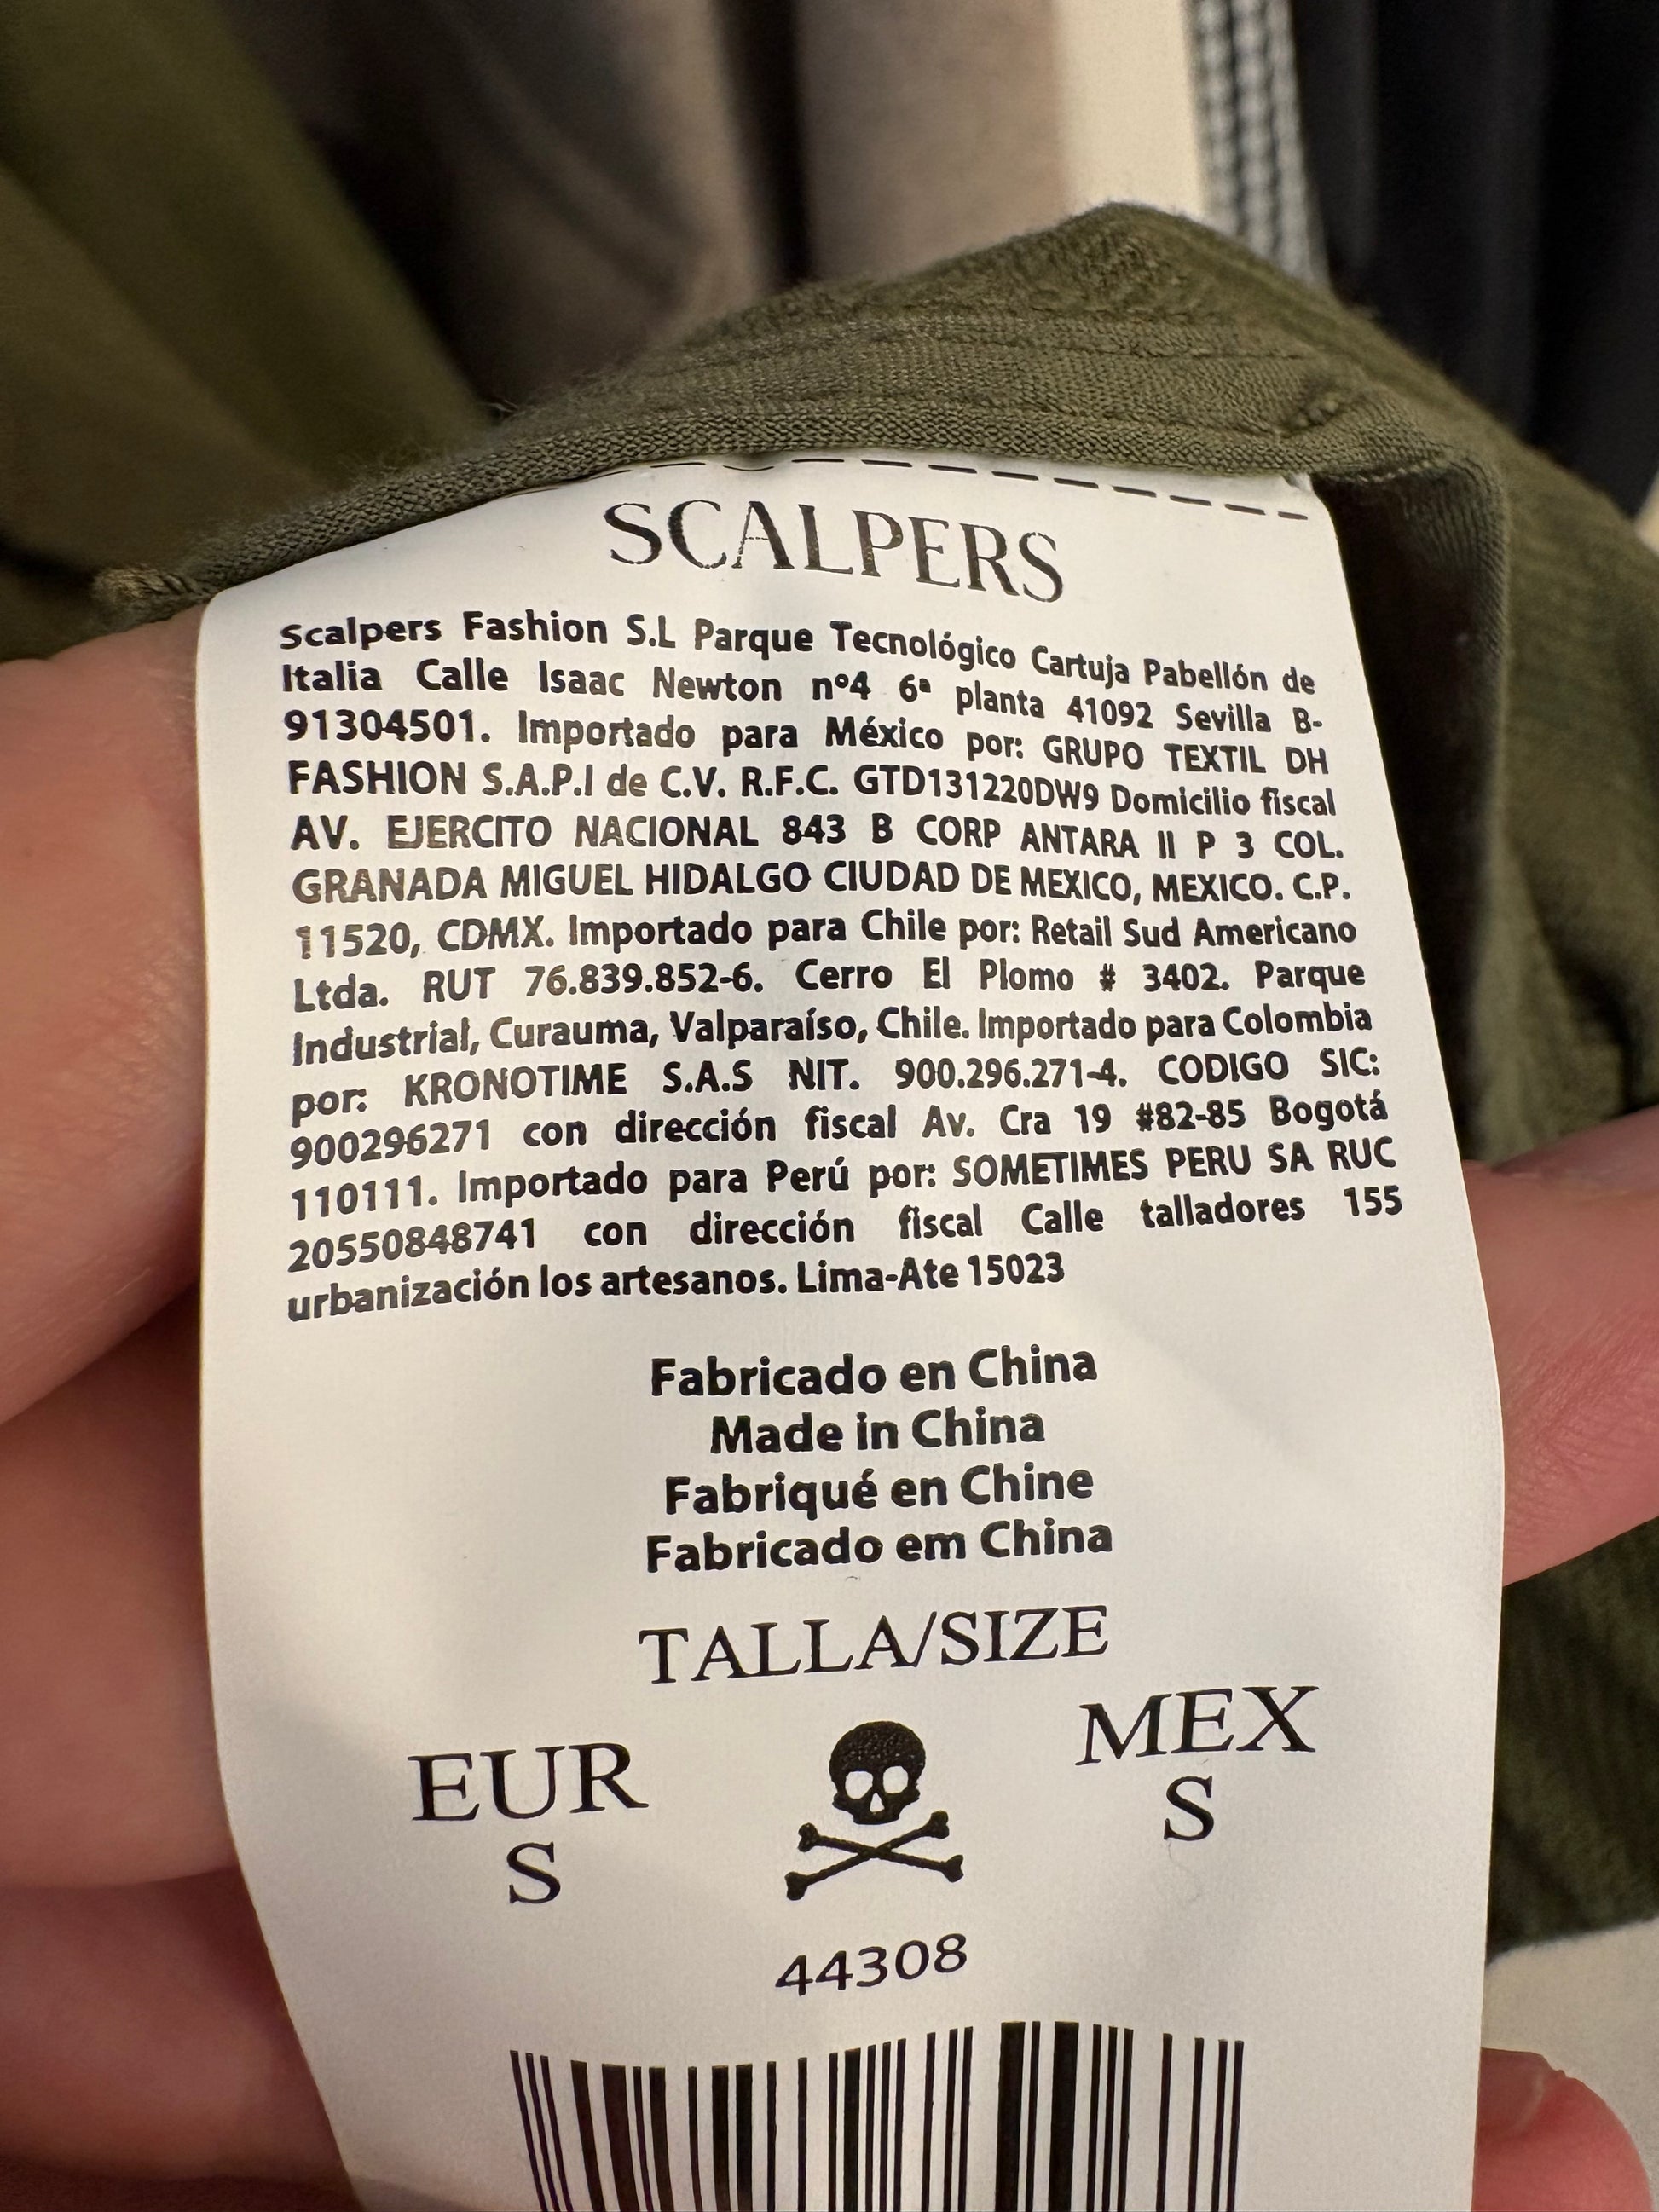 SCALPERS
Scalpers Fashion S.L Parque Tecnológico Cartuja Pabellón de
Italia Calle Isaac Newton nº4 6ª planta 41092 Sevilla B-
91304501. Importado para México por: GRUPO TEXTIL DH
FASHION S.A.P.I de C.V. R.F.C. GTD131220DW9 Domicilio fiscal
AV. EJERCITO NACIONAL 843 B CORP ANTARA II P 3 COL.
GRANADA MIGUEL HIDALGO CIUDAD DE MEXICO, MEXICO. C.P.
11520, CDMX. Importado para Chile por: Retail Sud Americano
Ltda. RUT 76.839.852-6. Cerro El Plomo # 3402. Parque
Industrial, Curauma, Valparaíso, Chile. Importado para Colombia
por: KRONOTIME S.A.S NIT. 900.296.271-4. CODIGO SIC:
900296271 con dirección fiscal Av. Cra 19 #82-85 Bogotá
110111. Importado para Perú por: SOMETIMES PERU SA RUC
20550848741 con dirección fiscal Calle talladores 155
urbanización los artesanos. Lima-Ate 15023
Fabricado en China
Made in China
Fabriqué en Chine
Fabricado em China
TALLA/SIZE
EUR MEX
S S
44308